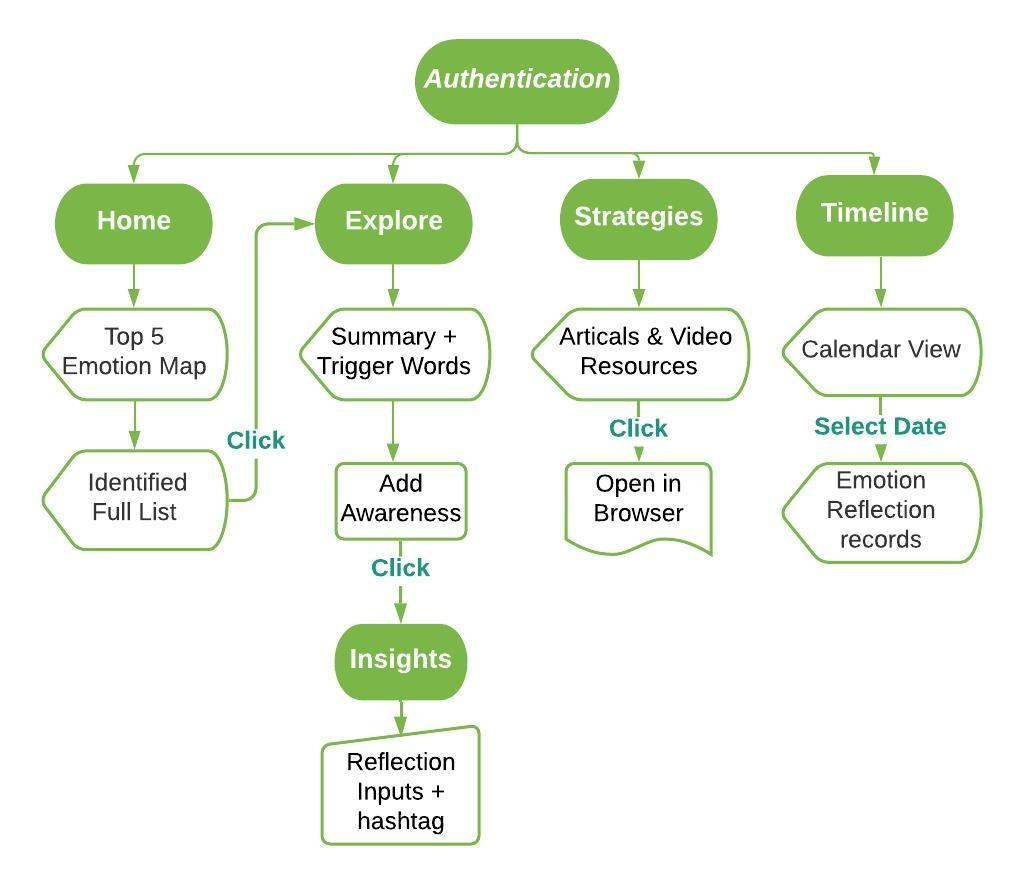 Authentication
Home
Explore
Strategies
Timeline
Top 5
Emotion Map
Summary +
Trigger Words
Articals & Video
Resources
Calendar View
Click
Click
Select Date
Identified
Full List
Add
Awareness
Open in
Browser
Emotion
Reflection
records
Click
Insights
Reflection
Inputs +
hashtag